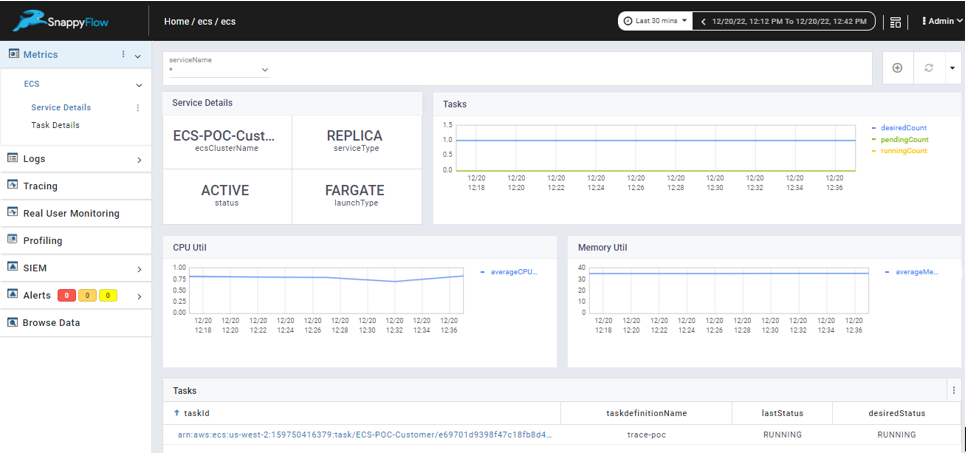 SnappyFlow
Home / ecs / ecs
Last 30 mins
12/20/22, 12:12 PM To 12/20/22, 12:42 PM
Admin
Metrics
ECS
Service Details
Task Details
Logs
Tracing
Real User Monitoring
Profiling
SIEM
Alerts 0 0 0
Browse Data
serviceName
*
Service Details
ECS-POC-Cust...
ecsClusterName
REPLICA
serviceType
ACTIVE
status
FARGATE
launchType
Tasks
1.5
1.0
0.5
0.0
12/20 12/20 12/20 12/20 12/20 12/20 12/20 12/20 12/20 12/20
12:18 12:20 12:22 12:24 12:26 12:28 12:30 12:32 12:34 12:36
desiredCount
pendingCount
runningCount
CPU Util
1.00
0.75
0.50
0.25
0.00
12/20 12/20 12/20 12/20 12/20 12/20 12/20 12/20 12/20 12/20
12:18 12:20 12:22 12:24 12:26 12:28 12:30 12:32 12:34 12:36
averageCPU...
Memory Util
40
30
20
10
0
12/20 12/20 12/20 12/20 12/20 12/20 12/20 12/20 12/20 12/20
12:18 12:20 12:22 12:24 12:26 12:28 12:30 12:32 12:34 12:36
averageMe...
Tasks
taskId taskdefinitionName lastStatus desiredStatus
arn:aws:ecs:us-west-2:159750416379:task/ECS-POC-Customer/e69701d9398f47c18fb8d4... trace-poc RUNNING RUNNING